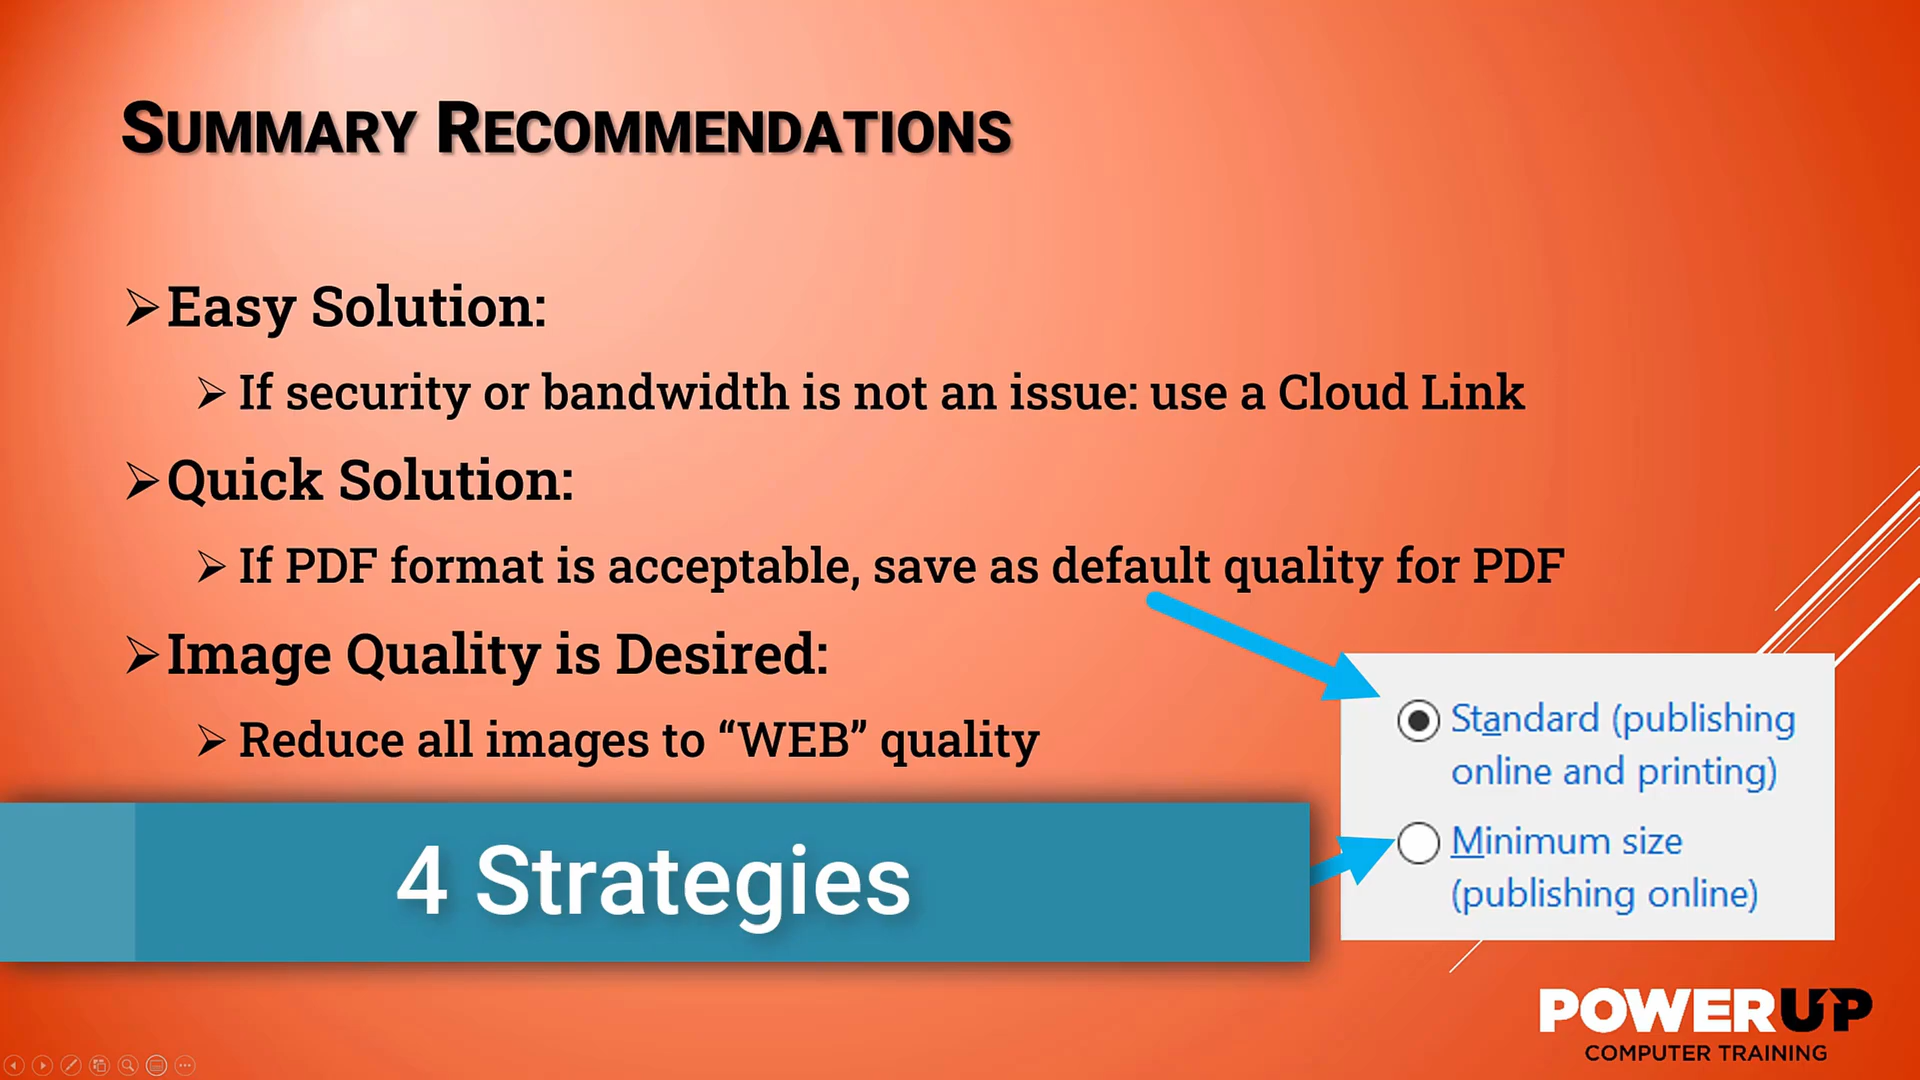 SUMMARY RECOMMENDATIONS
Easy Solution:
If security or bandwidth is not an issue: use a Cloud Link
Quick Solution:
If PDF format is acceptable, save as default quality for PDF
Image Quality is Desired:
Reduce all images to “WEB” quality
Standard (publishing
online and printing)
Minimum size
(publishing online)
4 Strategies
POWERUP
COMPUTER TRAINING